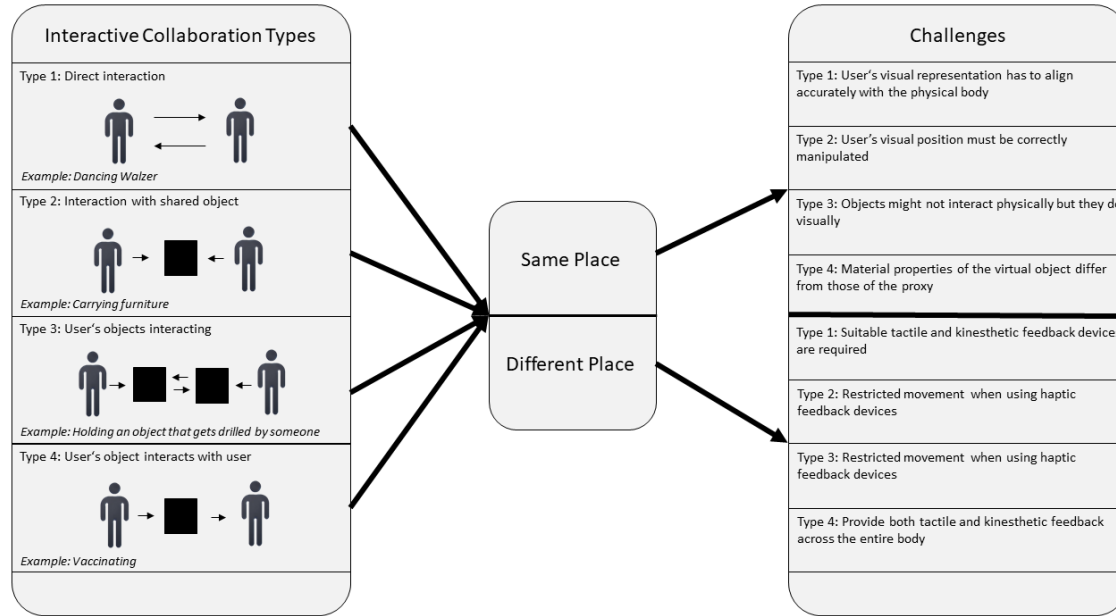 Interactive Collaboration Types
Type 1: Direct interaction
Example: Dancing Walzer
Type 2: Interaction with shared object
Example: Carrying furniture
Type 3: User‘s objects interacting
Example: Holding an object that gets drilled by someone
Type 4: User‘s object interacts with user
Example: Vaccinating
Same Place
Different Place
Challenges
Type 1: User‘s visual representation has to align
accurately with the physical body
Type 2: User‘s visual position must be correctly
manipulated
Type 3: Objects might not interact physically but they do
visually
Type 4: Material properties of the virtual object differ
from those of the proxy
Type 1: Suitable tactile and kinesthetic feedback devices
are required
Type 2: Restricted movement when using haptic
feedback devices
Type 3: Restricted movement when using haptic
feedback devices
Type 4: Provide both tactile and kinesthetic feedback
across the entire body